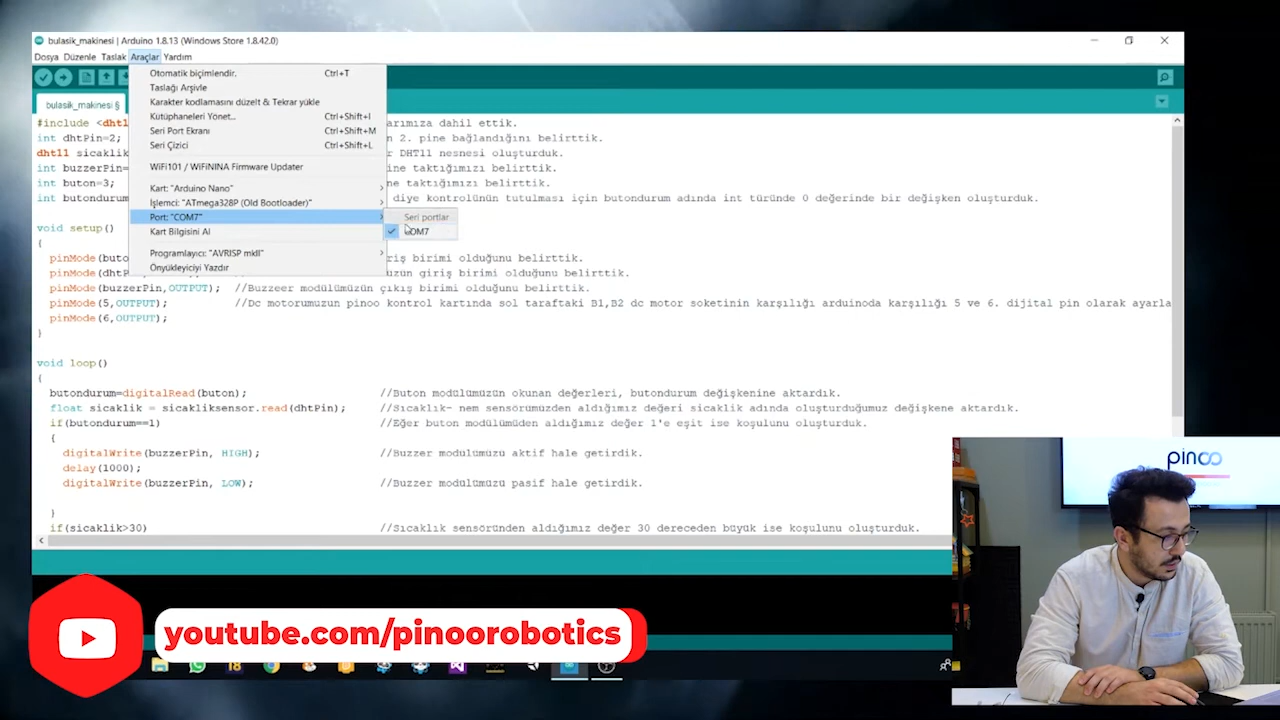 bulasik_makinesi | Arduino 1.8.13 (Windows Store 1.8.42.0)
Dosya Düzenle Taslak Araçlar Yardım
Otomatik biçimlendir. Ctrl+T
Taslağı Arşivle
Karakter kodlamasını düzelt & Tekrar yükle
Kütüphaneleri Yönet... Ctrl+Shift+I
Seri Port Ekranı Ctrl+Shift+M
Seri Çizici Ctrl+Shift+L
WiFi101 / WiFiNINA Firmware Updater
Kart: "Arduino Nano"
İşlemci: "ATmega328P (Old Bootloader)"
Port: "COM7"
Kart Bilgisini Al
Programlayıcı: "AVRISP mkII"
Önyükleyiciyi Yazdır
Seri portlar
COM7
bulasik_makinesi §
#include <dht1 arımıza dahil ettik.
int dhtPin=2; n 2. pine bağlandığını belirttik.
dht11 sicaklik r DHT11 nesnesi oluşturduk.
int buzzerPin= ine taktığımızı belirttik.
int buton=3; ne taktığımızı belirttik.
int butondurum diye kontrolünün tutulması için butondurum adında int türünde 0 değerinde bir değişken oluşturduk.
void setup()
{
pinMode(buto riş birimi olduğunu belirttik.
pinMode(dhtP zün giriş birimi olduğunu belirttik.
pinMode(buzzerPin,OUTPUT); //Buzzeer modülümüzün çıkış birimi olduğunu belirttik.
pinMode(5,OUTPUT); //Dc motorumuzun pinoo kontrol kartında sol taraftaki B1,B2 dc motor soketinin karşılığı arduinoda karşılığı 5 ve 6. dijital pin olarak ayarla
pinMode(6,OUTPUT);
}
void loop()
{
butondurum=digitalRead(buton); //Buton modülümüzün okunan değerleri, butondurum değişkenine aktardık.
float sicaklik = sicakliksensor.read(dhtPin); //Sıcaklık- nem sensörümüzden aldığımız değeri sicaklik adında oluşturduğumuz değişkene aktardık.
if(butondurum==1) //Eğer buton modülümüden aldığımız değer 1'e eşit ise koşulunu oluşturduk.
{
digitalWrite(buzzerPin, HIGH); //Buzzer modulumuzu aktif hale getirdik.
delay(1000);
digitalWrite(buzzerPin, LOW); //Buzzer modülümüzü pasif hale getirdik.
}
if(sicaklik>30) //Sıcaklık sensöründen aldığımız değer 30 dereceden büyük ise koşulunu oluşturduk.
pinoo
youtube.com/pinoorobotics